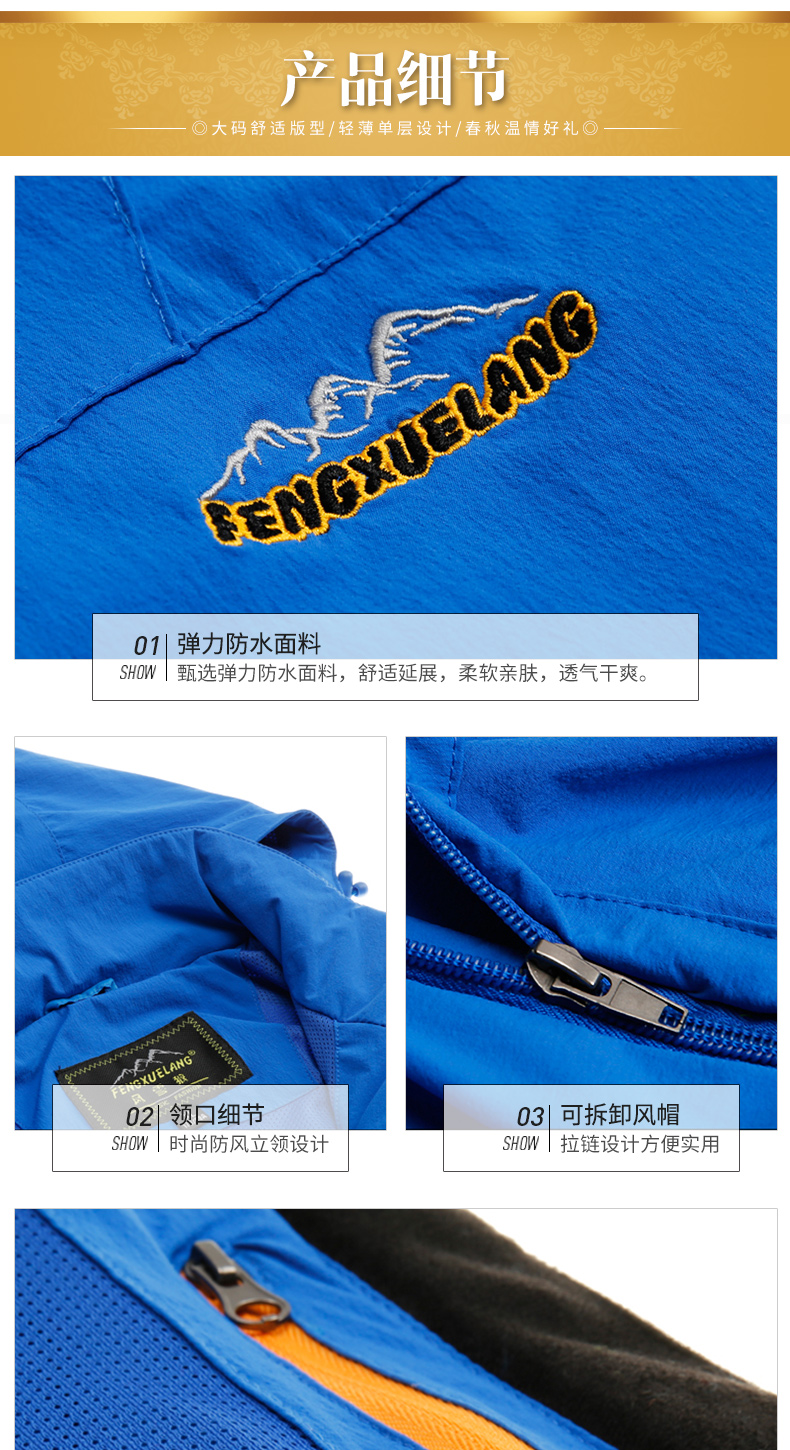 产品细节
◎大码舒适版型/轻薄单层设计/春秋温情好礼◎
FENGXUELANG
01 弹力防水面料
SHOW 甄选弹力防水面料，舒适延展，柔软亲肤，透气干爽。
FENGXUELANG®
02 领口细节
SHOW 时尚防风立领设计
03 可拆卸风帽
SHOW 拉链设计方便实用